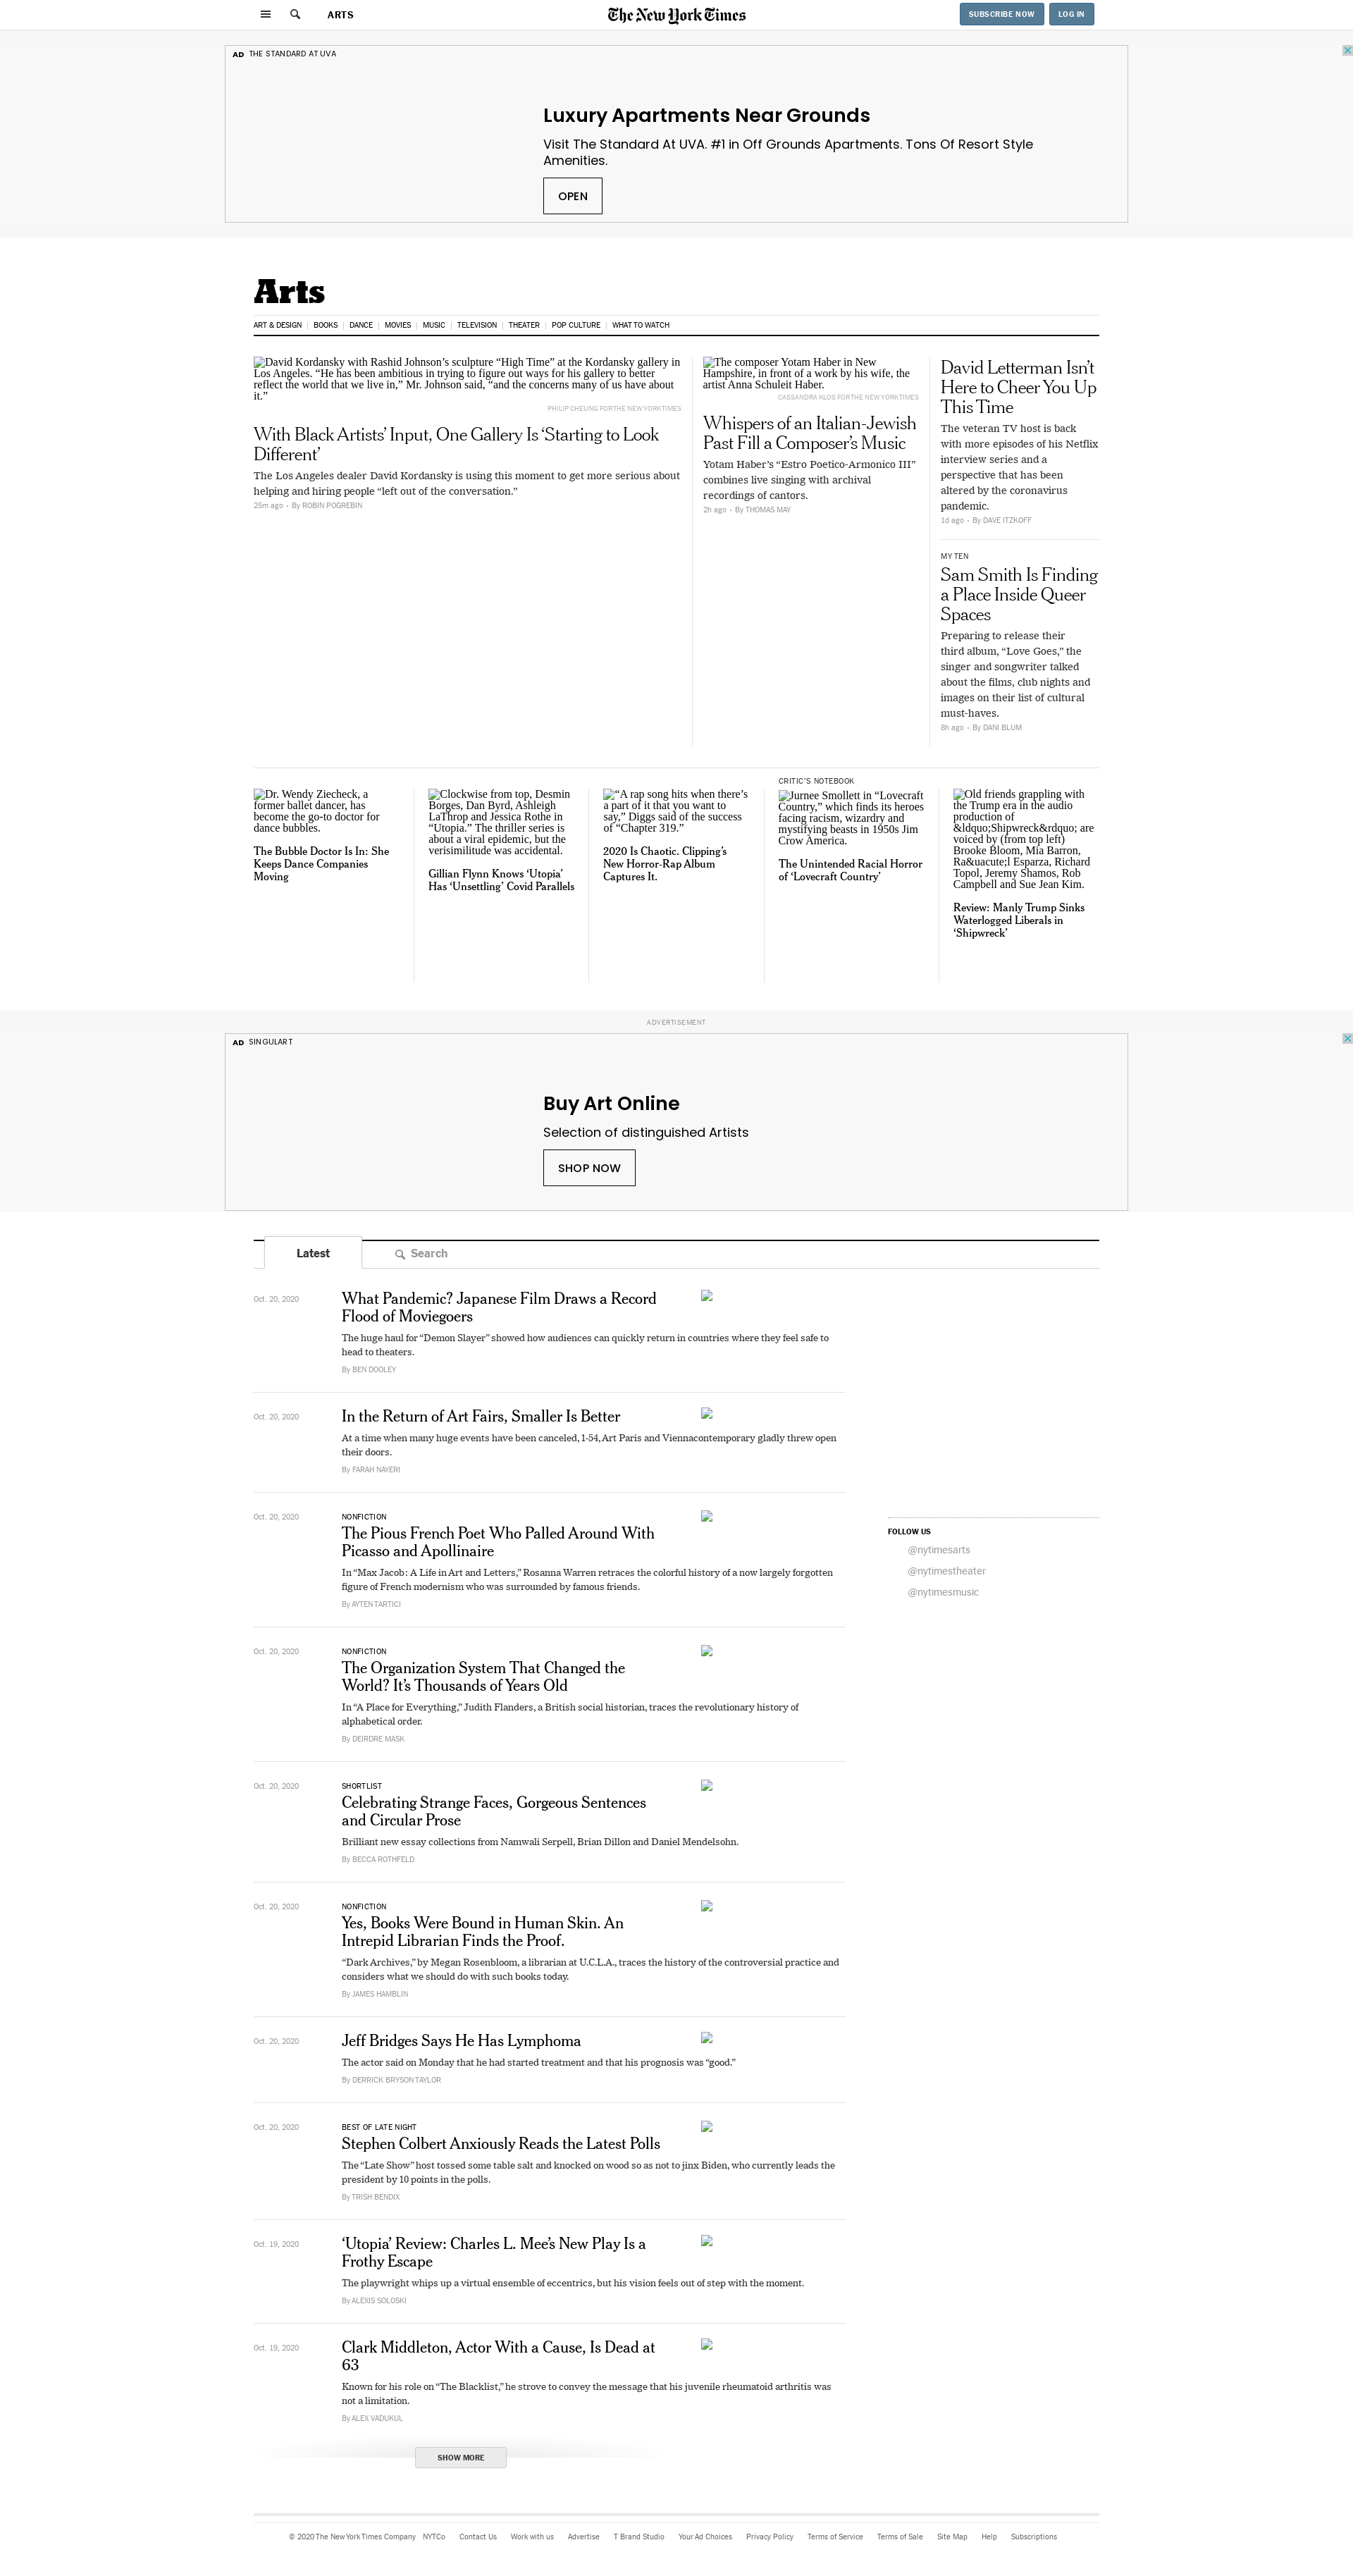 ARTS
The New York Times
SUBSCRIBE NOW
LOG IN
AD THE STANDARD AT UVA
Luxury Apartments Near Grounds
Visit The Standard At UVA. #1 in Off Grounds Apartments. Tons Of Resort Style
Amenities.
OPEN
Arts
ART & DESIGN BOOKS DANCE MOVIES MUSIC TELEVISION THEATER POP CULTURE WHAT TO WATCH
David Kordansky with Rashid Johnson’s sculpture “High Time” at the Kordansky gallery in
Los Angeles. “He has been ambitious in trying to figure out ways for his gallery to better
reflect the world that we live in,” Mr. Johnson said, “and the concerns many of us have about
it.”
PHILIP CHEUNG FOR THE NEW YORK TIMES
With Black Artists’ Input, One Gallery Is ‘Starting to Look
Different’
The Los Angeles dealer David Kordansky is using this moment to get more serious about
helping and hiring people “left out of the conversation.”
25m ago • By ROBIN POGREBIN
The composer Yotam Haber in New
Hampshire, in front of a work by his wife, the
artist Anna Schuleit Haber.
CASSANDRA KLOS FOR THE NEW YORK TIMES
Whispers of an Italian-Jewish
Past Fill a Composer’s Music
Yotam Haber’s “Estro Poetico-Armonico III”
combines live singing with archival
recordings of cantors.
2h ago • By THOMAS MAY
David Letterman Isn’t
Here to Cheer You Up
This Time
The veteran TV host is back
with more episodes of his Netflix
interview series and a
perspective that has been
altered by the coronavirus
pandemic.
1d ago • By DAVE ITZKOFF
MY TEN
Sam Smith Is Finding
a Place Inside Queer
Spaces
Preparing to release their
third album, “Love Goes,” the
singer and songwriter talked
about the films, club nights and
images on their list of cultural
must-haves.
8h ago • By DANI BLUM
Dr. Wendy Ziecheck, a
former ballet dancer, has
become the go-to doctor for
dance bubbles.
The Bubble Doctor Is In: She
Keeps Dance Companies
Moving
Clockwise from top, Desmin
Borges, Dan Byrd, Ashleigh
LaThrop and Jessica Rothe in
“Utopia.” The thriller series is
about a viral epidemic, but the
verisimilitude was accidental.
Gillian Flynn Knows ‘Utopia’
Has ‘Unsettling’ Covid Parallels
“A rap song hits when there’s
a part of it that you want to
say,” Diggs said of the success
of “Chapter 319.”
2020 Is Chaotic. Clipping’s
New Horror-Rap Album
Captures It.
CRITIC’S NOTEBOOK
Jurnee Smollett in “Lovecraft
Country,” which finds its heroes
facing racism, wizardry and
mystifying beasts in 1950s Jim
Crow America.
The Unintended Racial Horror
of ‘Lovecraft Country’
Old friends grappling with
the Trump era in the audio
production of
&ldquo;Shipwreck&rdquo; are
voiced by (from top left)
Brooke Bloom, Mia Barron,
Ra&uacute;l Esparza, Richard
Topol, Jeremy Shamos, Rob
Campbell and Sue Jean Kim.
Review: Manly Trump Sinks
Waterlogged Liberals in
‘Shipwreck’
ADVERTISEMENT
AD SINGULART
Buy Art Online
Selection of distinguished Artists
SHOP NOW
Latest
Search
Oct. 20, 2020
What Pandemic? Japanese Film Draws a Record
Flood of Moviegoers
The huge haul for “Demon Slayer” showed how audiences can quickly return in countries where they feel safe to
head to theaters.
By BEN DOOLEY
Oct. 20, 2020
In the Return of Art Fairs, Smaller Is Better
At a time when many huge events have been canceled, 1-54, Art Paris and Viennacontemporary gladly threw open
their doors.
By FARAH NAYERI
Oct. 20, 2020
NONFICTION
The Pious French Poet Who Palled Around With
Picasso and Apollinaire
In “Max Jacob: A Life in Art and Letters,” Rosanna Warren retraces the colorful history of a now largely forgotten
figure of French modernism who was surrounded by famous friends.
By AYTEN TARTICI
FOLLOW US
@nytimesarts
@nytimestheater
@nytimesmusic
Oct. 20, 2020
NONFICTION
The Organization System That Changed the
World? It’s Thousands of Years Old
In “A Place for Everything,” Judith Flanders, a British social historian, traces the revolutionary history of
alphabetical order.
By DEIRDRE MASK
Oct. 20, 2020
SHORTLIST
Celebrating Strange Faces, Gorgeous Sentences
and Circular Prose
Brilliant new essay collections from Namwali Serpell, Brian Dillon and Daniel Mendelsohn.
By BECCA ROTHFELD
Oct. 20, 2020
NONFICTION
Yes, Books Were Bound in Human Skin. An
Intrepid Librarian Finds the Proof.
“Dark Archives,” by Megan Rosenbloom, a librarian at U.C.L.A., traces the history of the controversial practice and
considers what we should do with such books today.
By JAMES HAMBLIN
Oct. 20, 2020
Jeff Bridges Says He Has Lymphoma
The actor said on Monday that he had started treatment and that his prognosis was “good.”
By DERRICK BRYSON TAYLOR
Oct. 20, 2020
BEST OF LATE NIGHT
Stephen Colbert Anxiously Reads the Latest Polls
The “Late Show” host tossed some table salt and knocked on wood so as not to jinx Biden, who currently leads the
president by 10 points in the polls.
By TRISH BENDIX
Oct. 19, 2020
‘Utopia’ Review: Charles L. Mee’s New Play Is a
Frothy Escape
The playwright whips up a virtual ensemble of eccentrics, but his vision feels out of step with the moment.
By ALEXIS SOLOSKI
Oct. 19, 2020
Clark Middleton, Actor With a Cause, Is Dead at
63
Known for his role on “The Blacklist,” he strove to convey the message that his juvenile rheumatoid arthritis was
not a limitation.
By ALEX VADUKUL
SHOW MORE
© 2020 The New York Times Company NYTCo Contact Us Work with us Advertise T Brand Studio Your Ad Choices Privacy Policy Terms of Service Terms of Sale Site Map Help Subscriptions